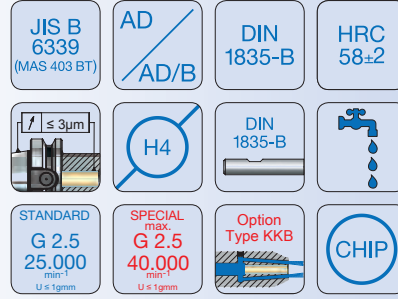 JIS B
6339
(MAS 403 BT)
AD
AD/B
DIN
1835-B
HRC
58±2
≤ 3µm
H4
DIN
1835-B
STANDARD
G 2.5
25.000
min⁻¹
U ≤ 1gmm
SPECIAL
max.
G 2.5
40.000
min⁻¹
U ≤ 1gmm
Option
Type KKB
CHIP